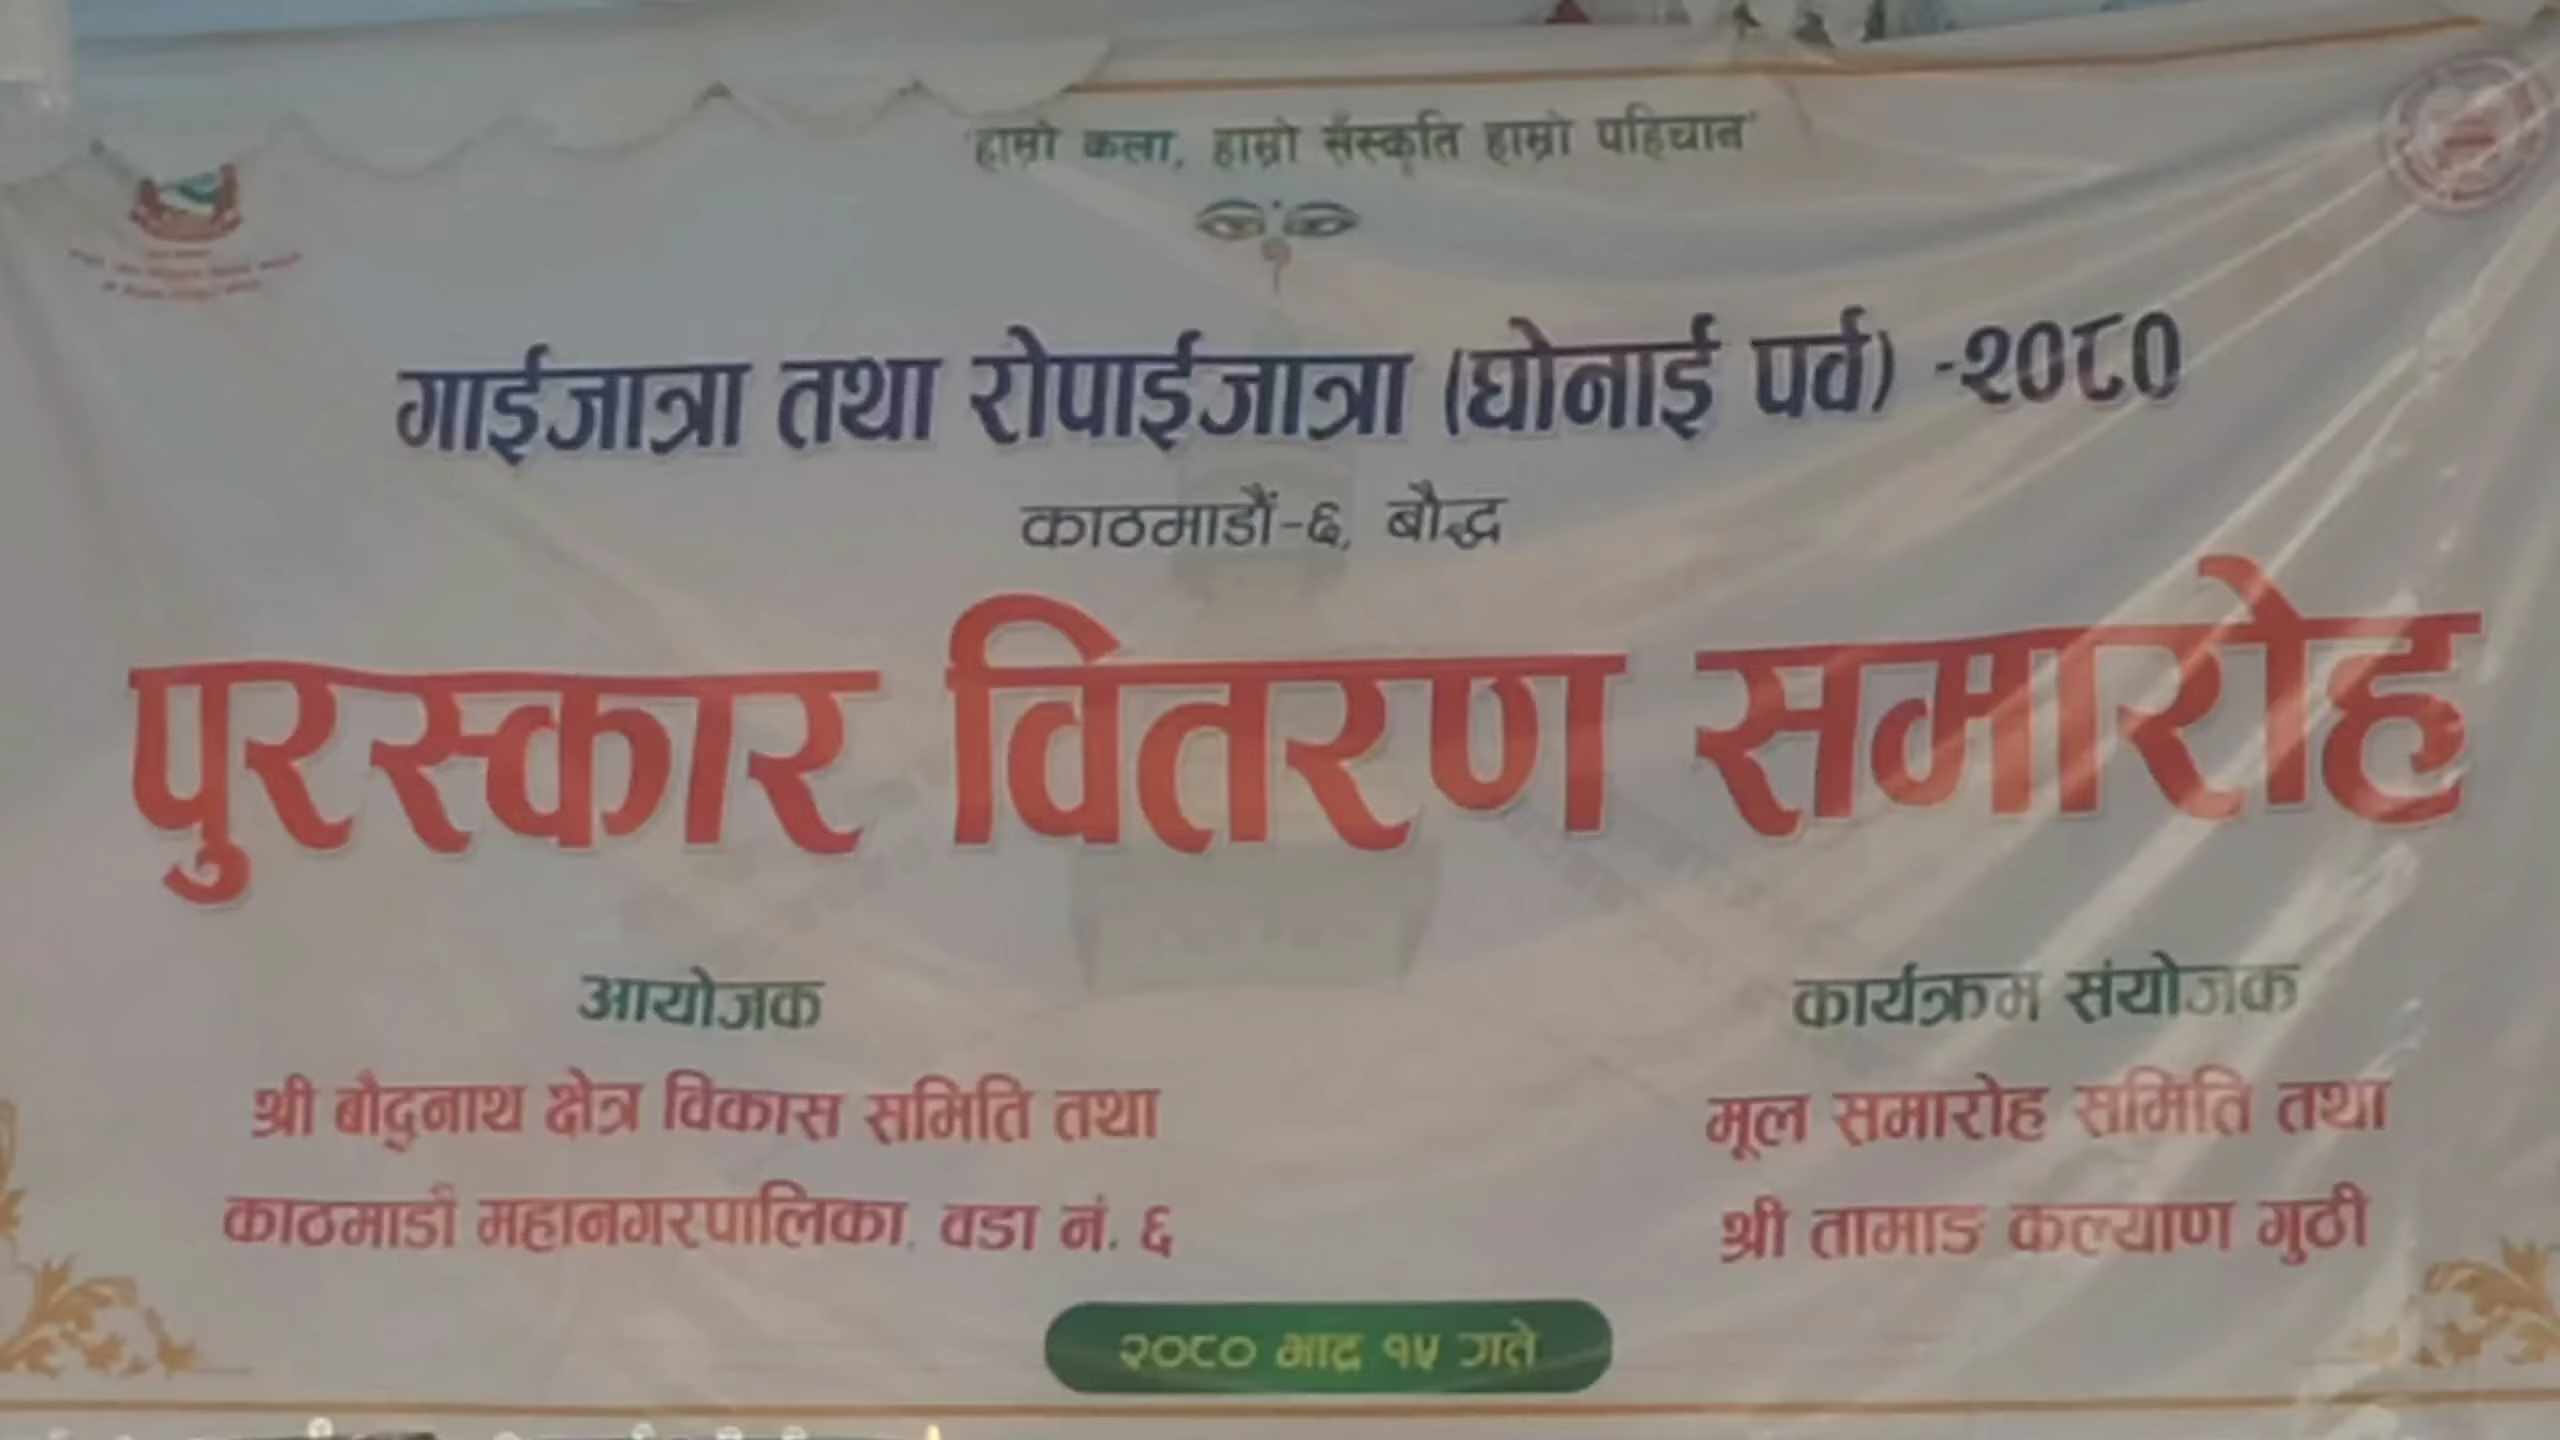 'हाम्रो कला, हाम्रो सँस्कृति हाम्रो पहिचान'
गाईजात्रा तथा रोपाईजात्रा (घोनाई पर्व) -२०८०
काठमाडौं-६, बौद्ध
पुरस्कार वितरण समारोह
आयोजक
श्री बौद्धनाथ क्षेत्र विकास समिति तथा
काठमाडौं महानगरपालिका, वडा नं. ६
कार्यक्रम संयोजक
मूल समारोह समिति तथा
श्री तामाङ कल्याण गुठी
२०८० भाद्र १५ गते